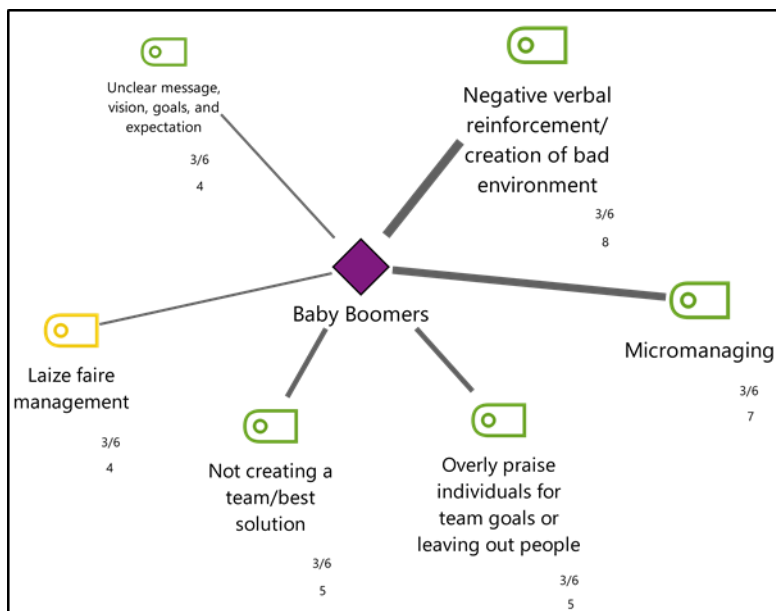 Unclear message,
vision, goals, and
expectation
3/6
4
Negative verbal
reinforcement/
creation of bad
environment
3/6
8
Baby Boomers
Laize faire
management
3/6
4
Micromanaging
3/6
7
Not creating a
team/best
solution
3/6
5
Overly praise
individuals for
team goals or
leaving out people
3/6
5